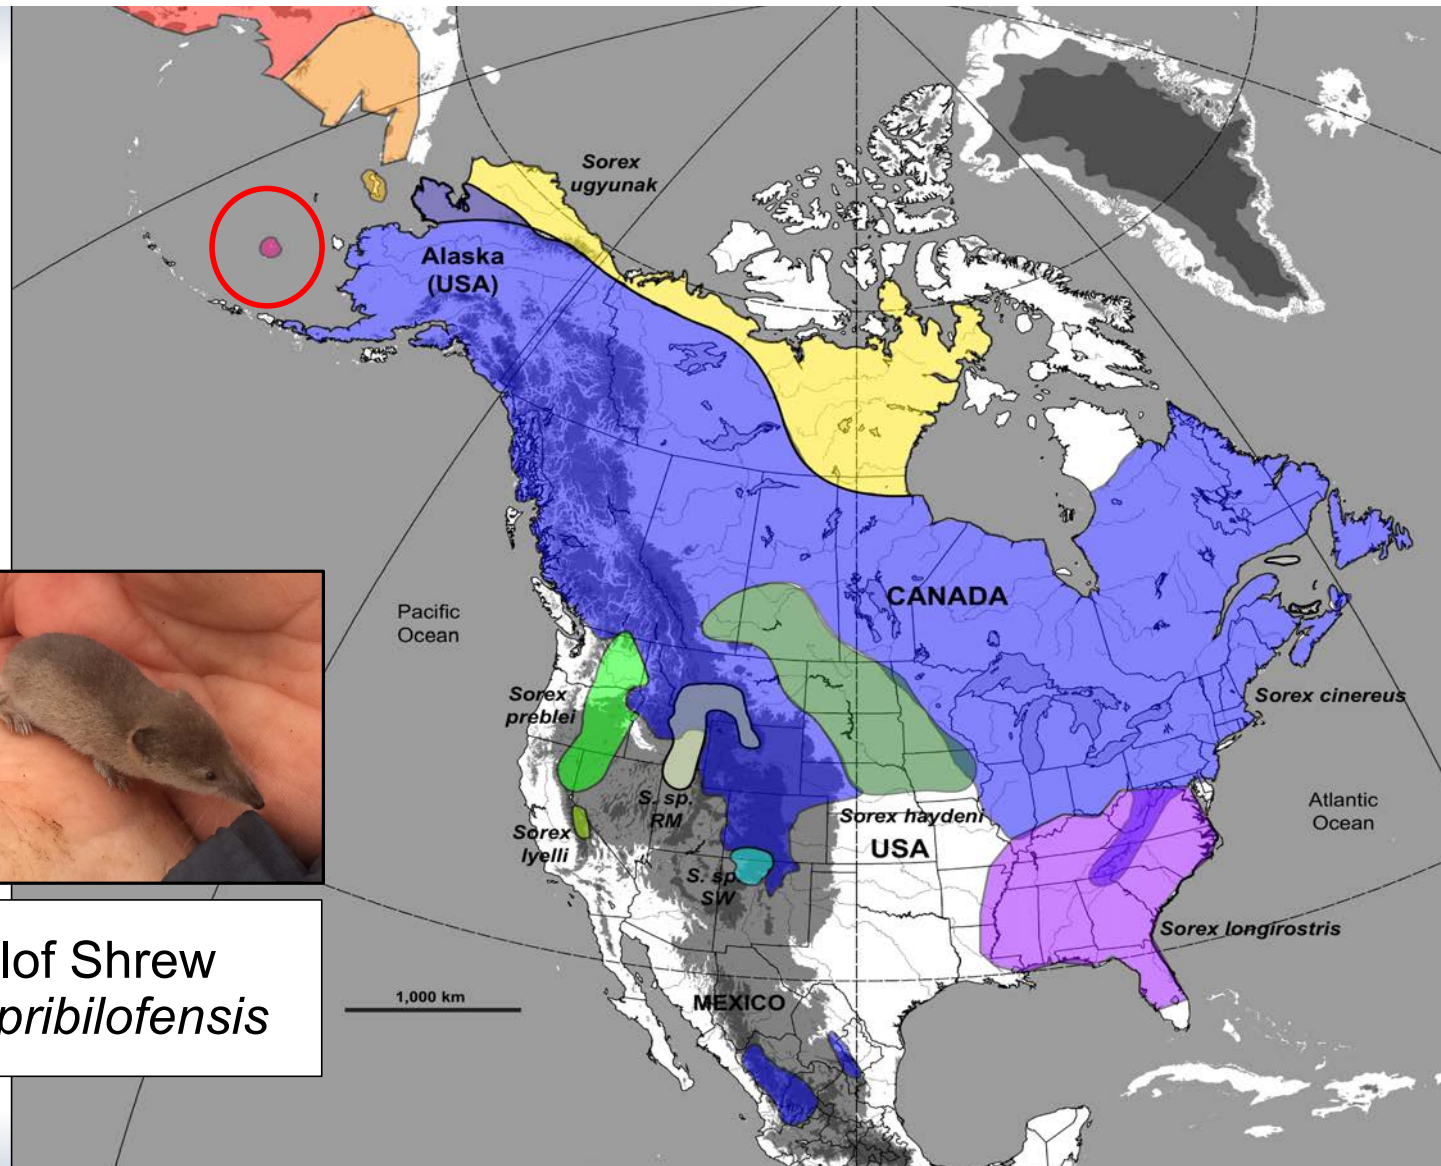 Sorex
ugyunak
Alaska
(USA)
CANADA
Pacific
Ocean
Sorex
preblei
Sorex cinereus
S. sp.
RM
Sorex haydeni
Atlantic
Ocean
Sorex
lyelli
USA
S. sp.
SW
Sorex longirostris
lof Shrew
pribilofensis
1,000 km
MEXICO